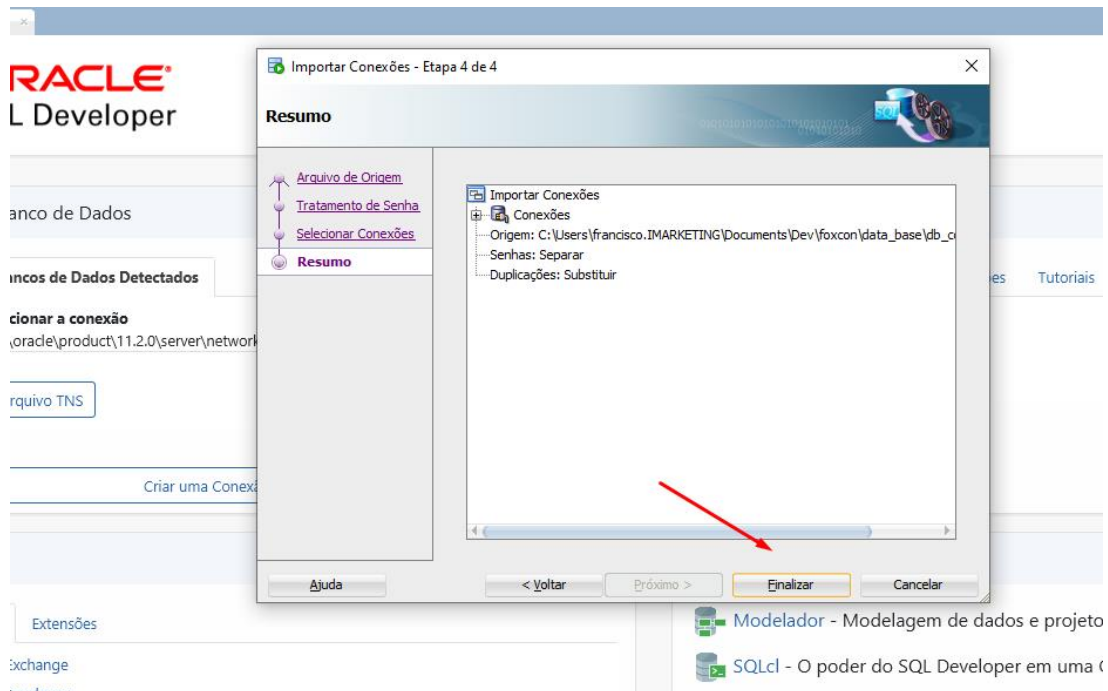 RACLE
L Developer
anco de Dados
ancos de Dados Detectados
cionar a conexão
\oracle\product\11.2.0\server\network
rquivo TNS
Criar uma Conexã
Extensões
Exchange
Importar Conexões - Etapa 4 de 4
Resumo
SQL
Arquivo de Origem
Tratamento de Senha
Selecionar Conexões
Resumo
Importar Conexões
Conexões
Origem: C:\Users\francisco.IMARKETING\Documents\Dev\foxcon\data_base\db_c
Senhas: Separar
Duplicações: Substituir
Ajuda
< Voltar
Próximo >
Finalizar
Cancelar
es
Tutoriais
Modelador - Modelagem de dados e projeto
SQLcl - O poder do SQL Developer em uma